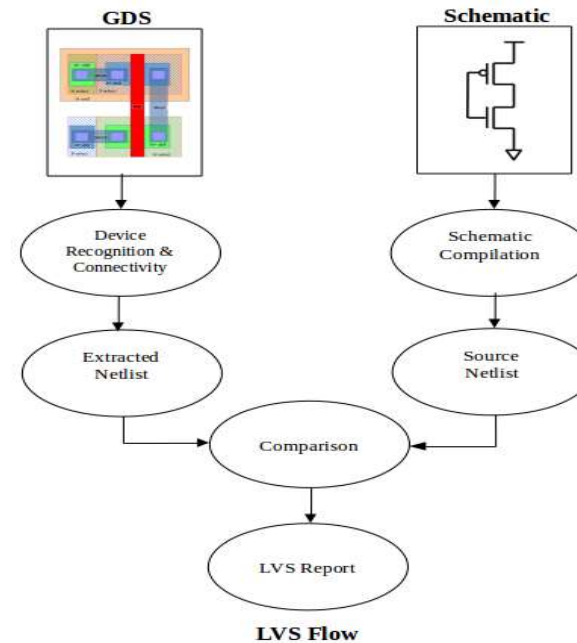 GDS
Schematic
Device
Recognition &
Connectivity
Schematic
Compilation
Extracted
Netlist
Source
Netlist
Comparison
LVS Report
LVS Flow